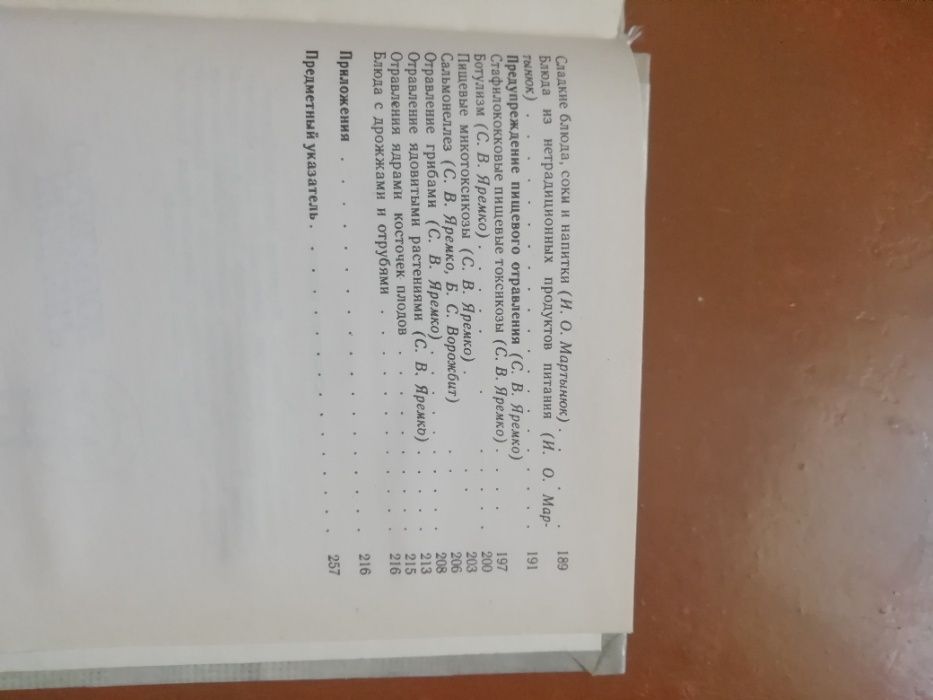 Сладкие блюда, соки и напитки (И. О. Мартынюк) . . . . 189
Блюда из нетрадиционных продуктов питания (И. О. Мар-
тынюк) . . . . . . . . . . . . . . . . 191
Предупреждение пищевого отравления (С. В. Яремко)
Стафилококковые пищевые токсикозы (С. В. Яремко) . . . 197
Ботулизм (С. В. Яремко) . . . . . . . . . . 200
Пищевые микотоксикозы (С. В. Яремко) . . . 203
Сальмонеллез (С. В. Яремко, Б. С. Ворожбит) . . . 206
Отравление грибами (С. В. Яремко) . . . . . . . 208
Отравление ядовитыми растениями (С. В. Яремко) . . . . 213
Отравления ядрами косточек плодов . . . . . . . . 215
Блюда с дрожжами и отрубями . . . . . . . . . 216
Приложения . . . . . . . . . . . . . . 216
Предметный указатель . . . . . . . . . . . 257